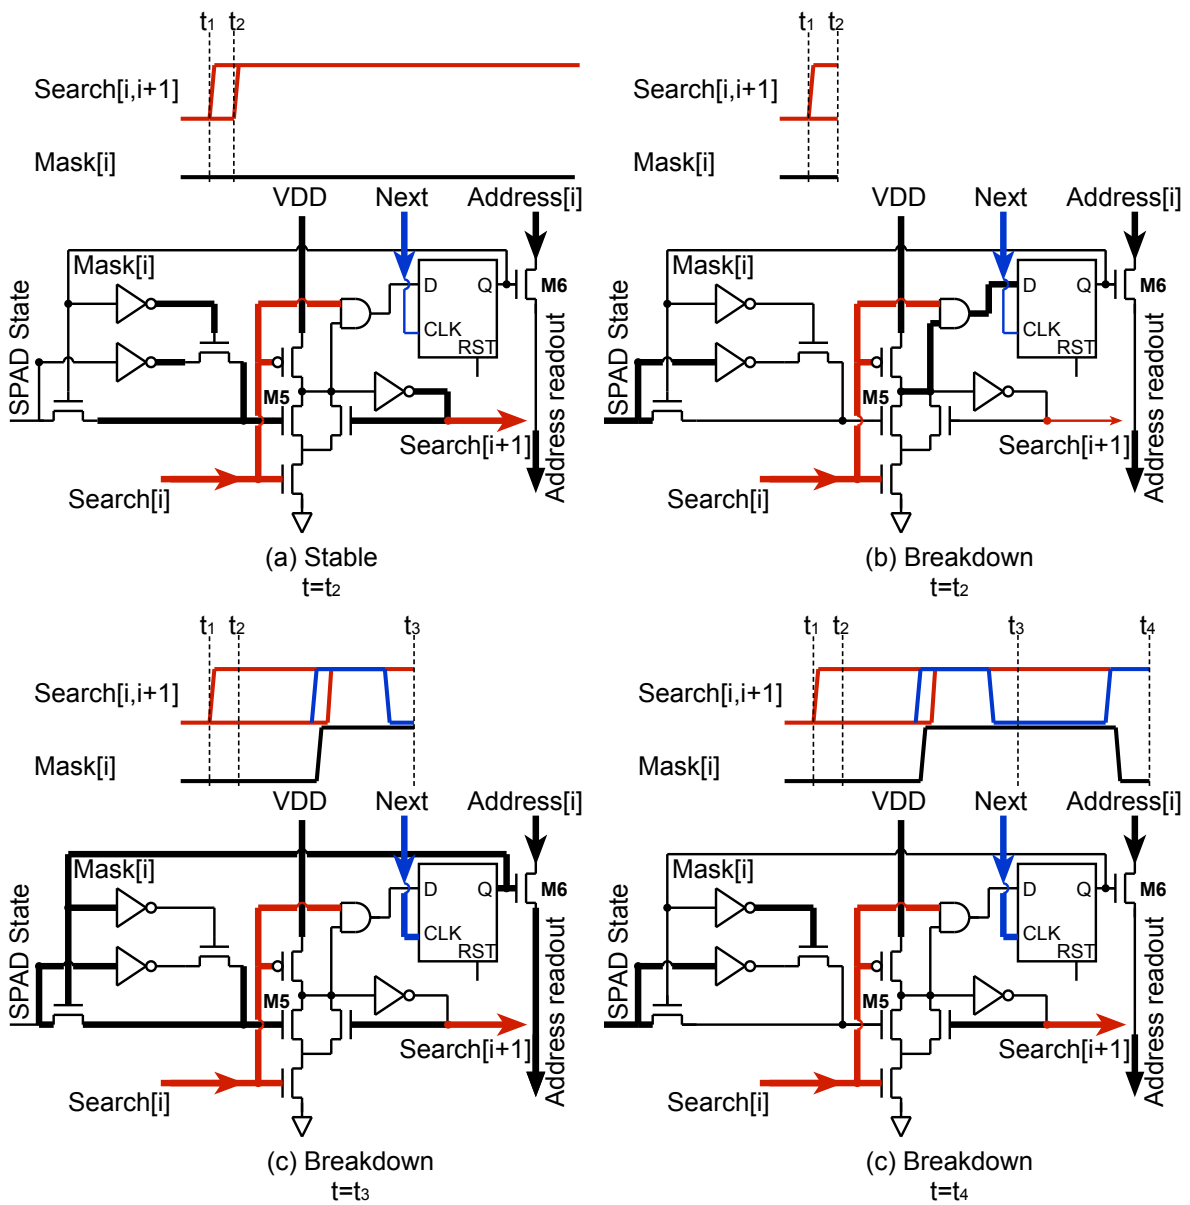 t1 t2
Search[i,i+1]
Mask[i]
VDD Next Address[i]
Mask[i]
SPAD State
D Q
M6
CLK
RST
M5
Search[i+1]
Address readout
Search[i]
(a) Stable
t=t2
t1 t2
Search[i,i+1]
Mask[i]
VDD Next Address[i]
Mask[i]
SPAD State
D Q
M6
CLK
RST
M5
Search[i+1]
Address readout
Search[i]
(b) Breakdown
t=t2
t1 t2 t3
Search[i,i+1]
Mask[i]
VDD Next Address[i]
Mask[i]
SPAD State
D Q
M6
CLK
RST
M5
Search[i+1]
Address readout
Search[i]
(c) Breakdown
t=t3
t1 t2 t3 t4
Search[i,i+1]
Mask[i]
VDD Next Address[i]
Mask[i]
SPAD State
D Q
M6
CLK
RST
M5
Search[i+1]
Address readout
Search[i]
(c) Breakdown
t=t4